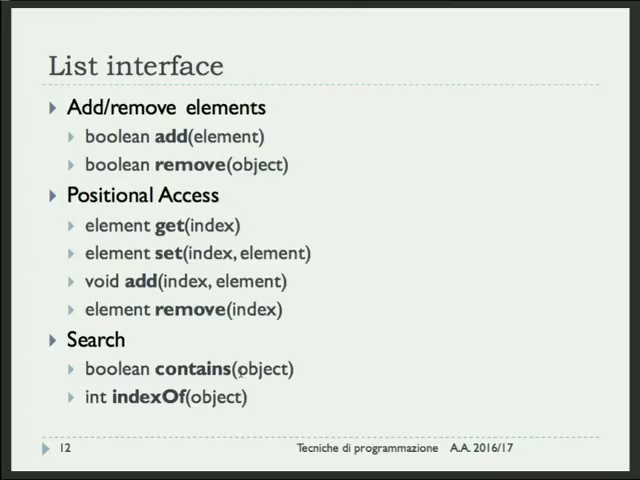 List interface
Add/remove elements
boolean add(element)
boolean remove(object)
Positional Access
element get(index)
element set(index, element)
void add(index, element)
element remove(index)
Search
boolean contains(object)
int indexOf(object)
12 Tecniche di programmazione A.A. 2016/17